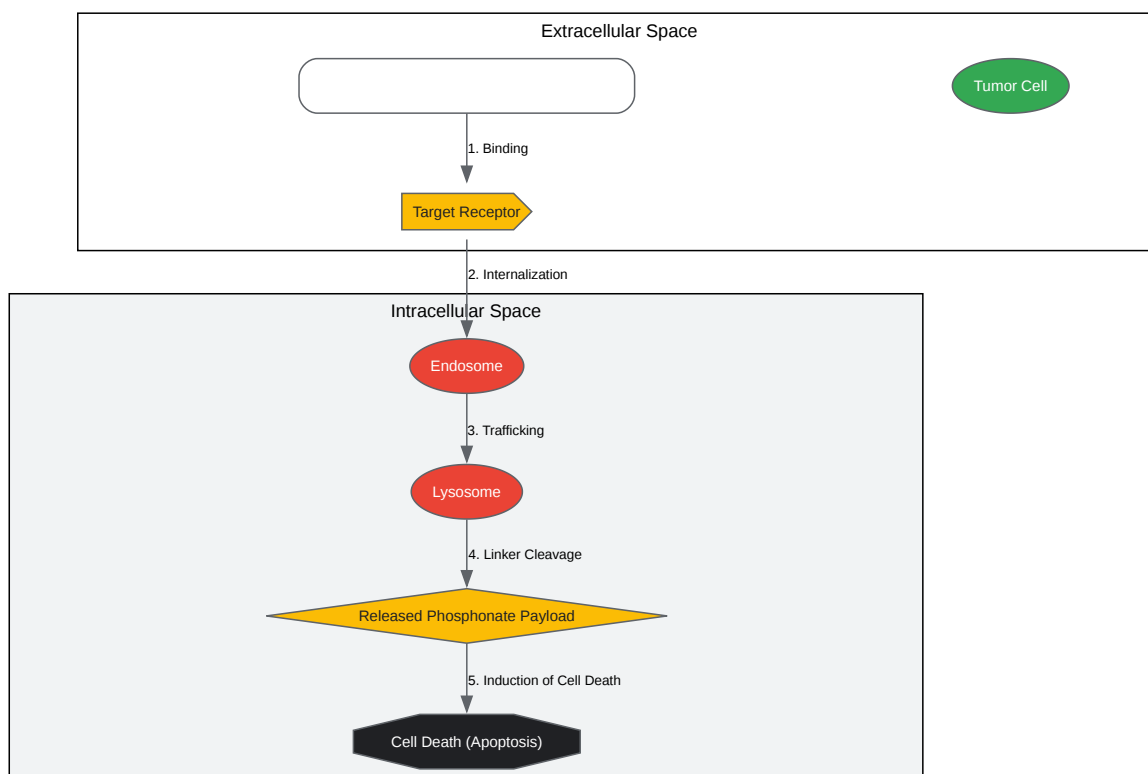 Extracellular Space
Tumor Cell
1. Binding
Target Receptor
2. Internalization
Intracellular Space
Endosome
3. Trafficking
Lysosome
4. Linker Cleavage
Released Phosphonate Payload
5. Induction of Cell Death
Cell Death (Apoptosis)